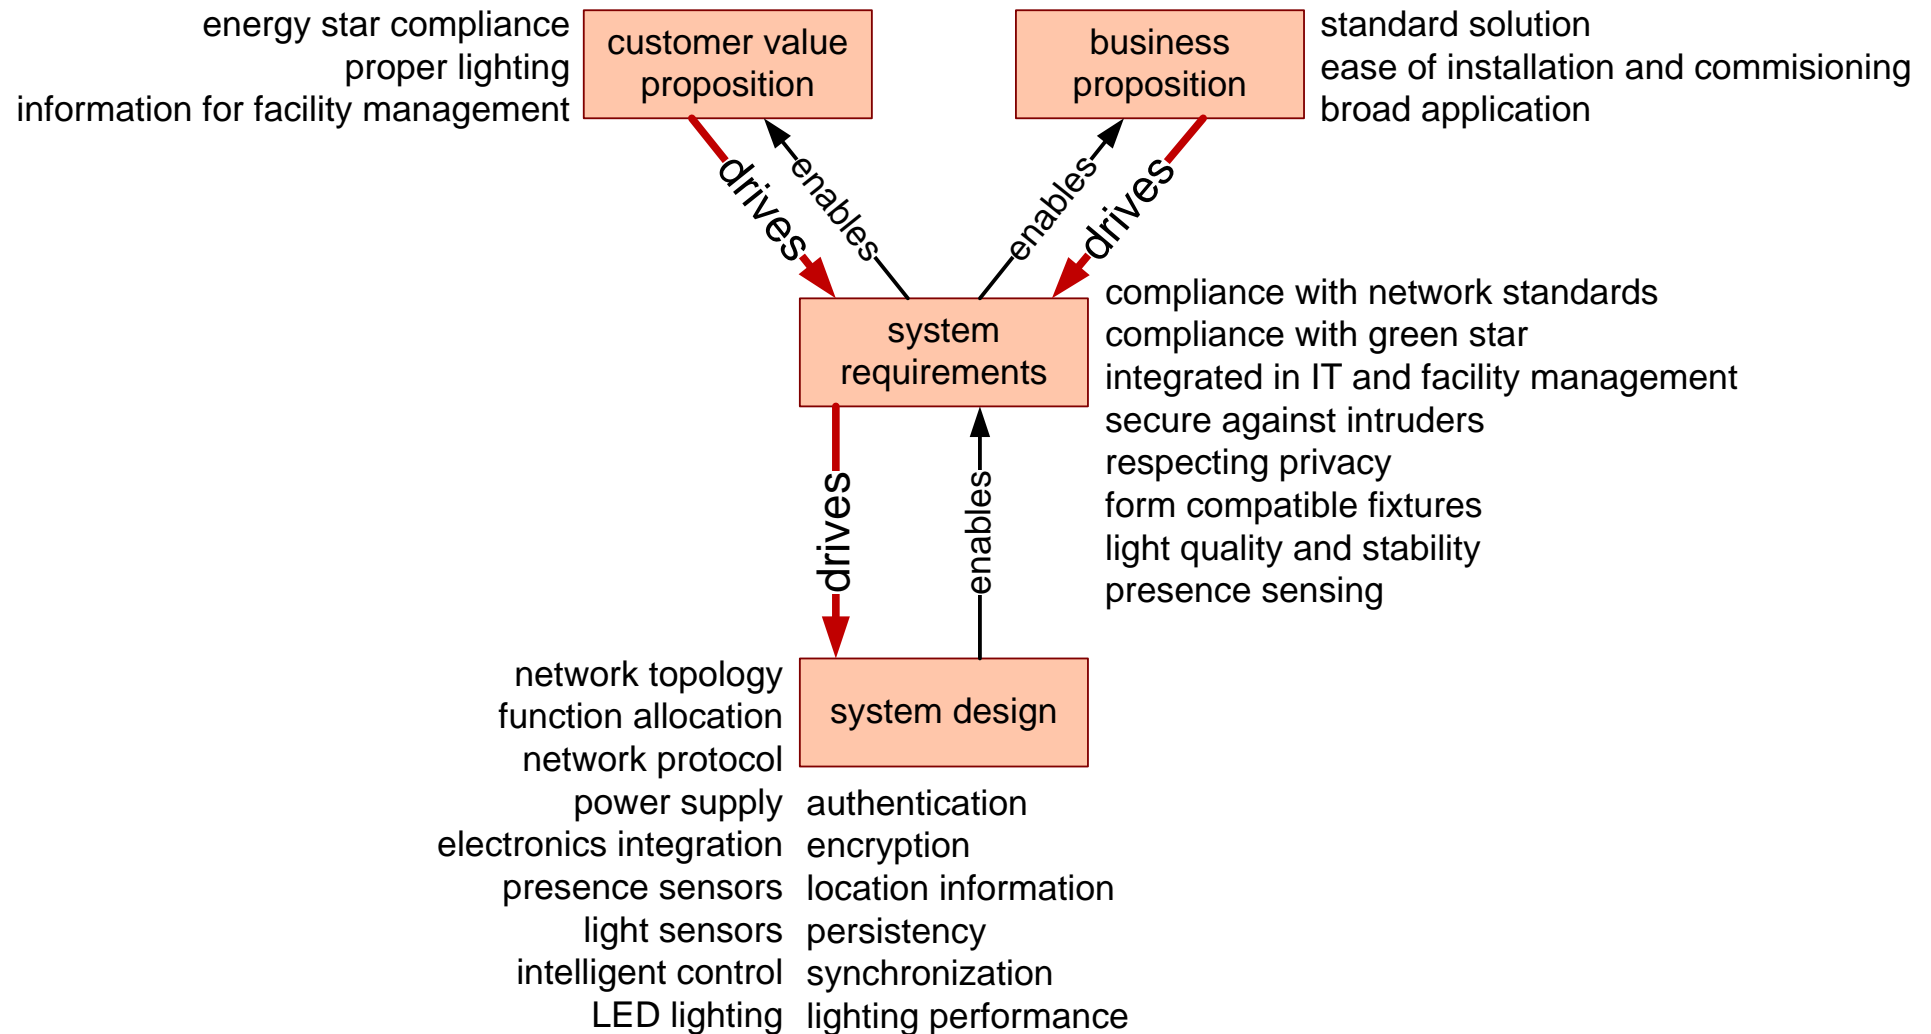 energy star compliance
proper lighting
information for facility management
customer value
proposition
business
proposition
standard solution
ease of installation and commisioning
broad application
drives
enables
enables
drives
system
requirements
compliance with network standards
compliance with green star
integrated in IT and facility management
secure against intruders
respecting privacy
form compatible fixtures
light quality and stability
presence sensing
drives
enables
system design
network topology
function allocation
network protocol
power supply
electronics integration
presence sensors
light sensors
intelligent control
LED lighting
authentication
encryption
location information
persistency
synchronization
lighting performance